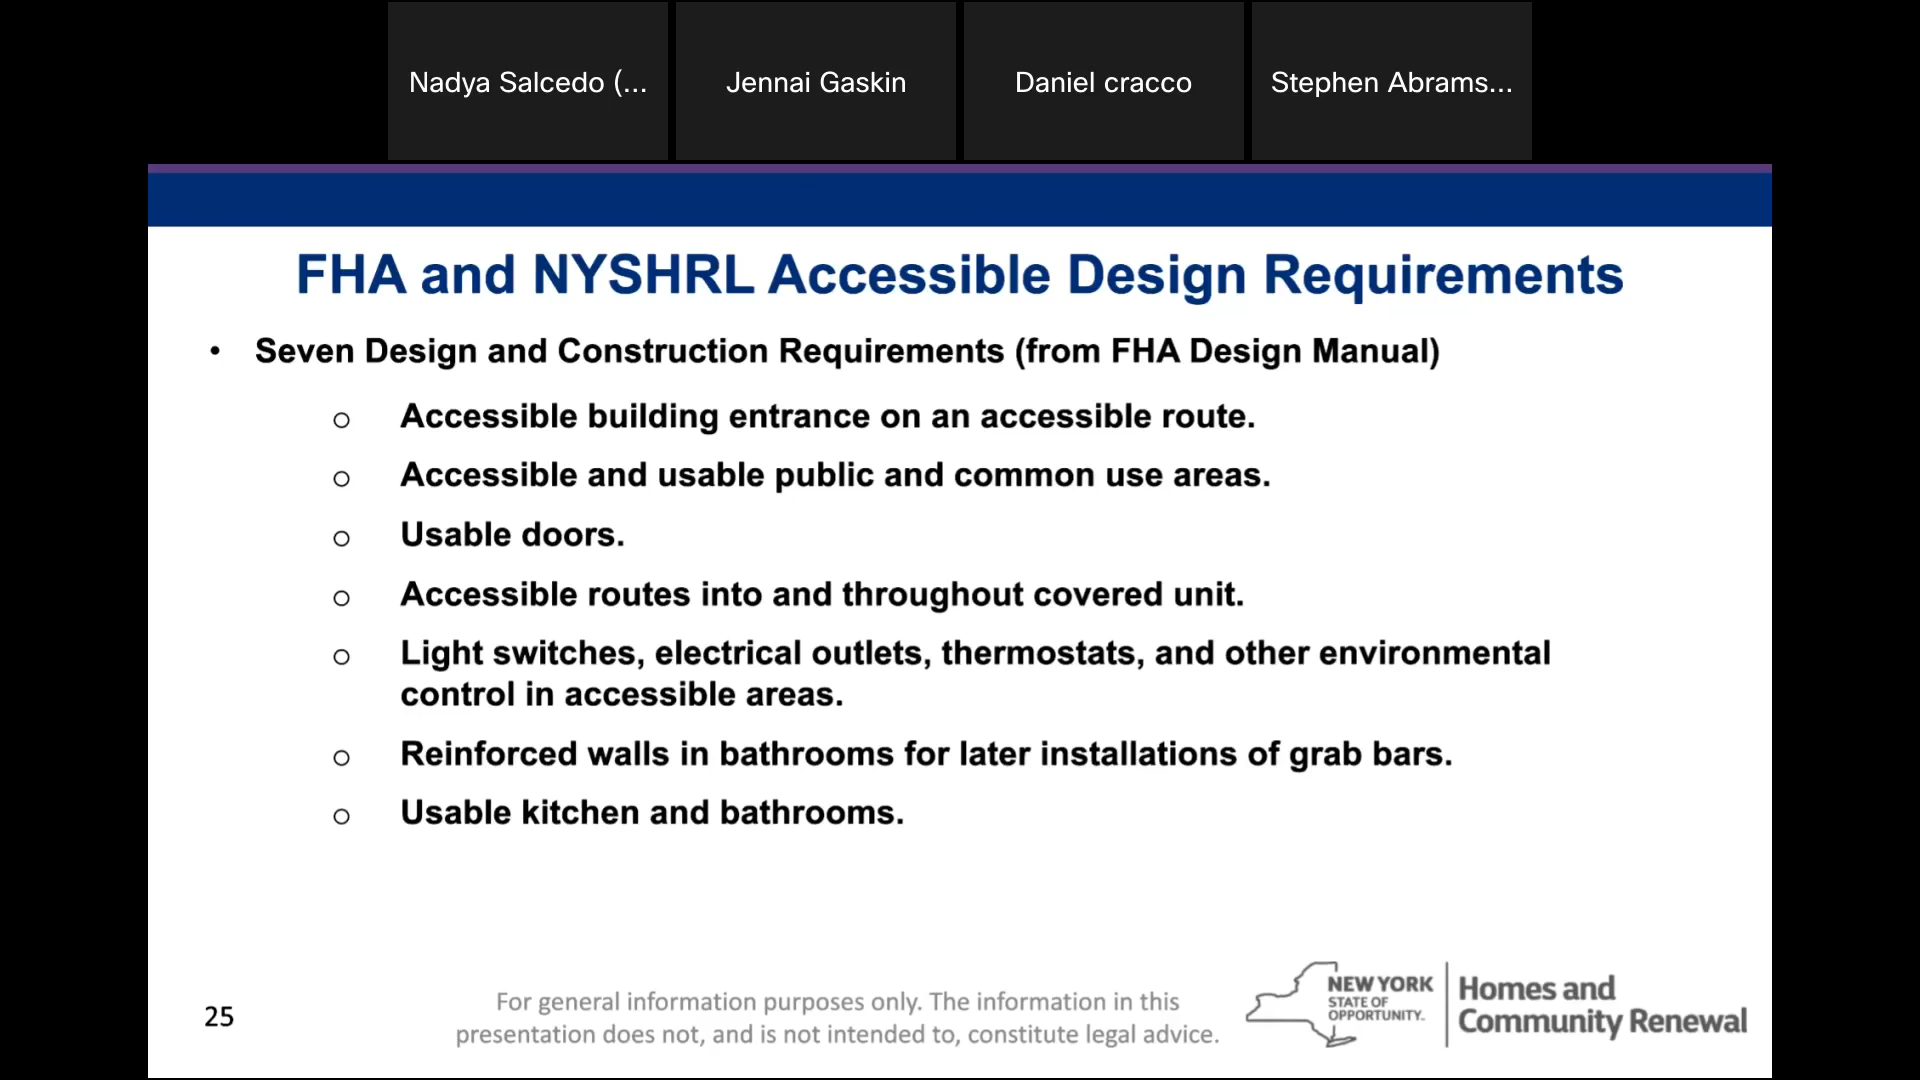 Nadya Salcedo (...
Jennai Gaskin
Daniel cracco
Stephen Abrams...
FHA and NYSHRL Accessible Design Requirements
• Seven Design and Construction Requirements (from FHA Design Manual)
o Accessible building entrance on an accessible route.
o Accessible and usable public and common use areas.
o Usable doors.
o Accessible routes into and throughout covered unit.
o Light switches, electrical outlets, thermostats, and other environmental
control in accessible areas.
o Reinforced walls in bathrooms for later installations of grab bars.
o Usable kitchen and bathrooms.
25
For general information purposes only. The information in this
presentation does not, and is not intended to, constitute legal advice.
NEW YORK
STATE OF
OPPORTUNITY.
Homes and
Community Renewal